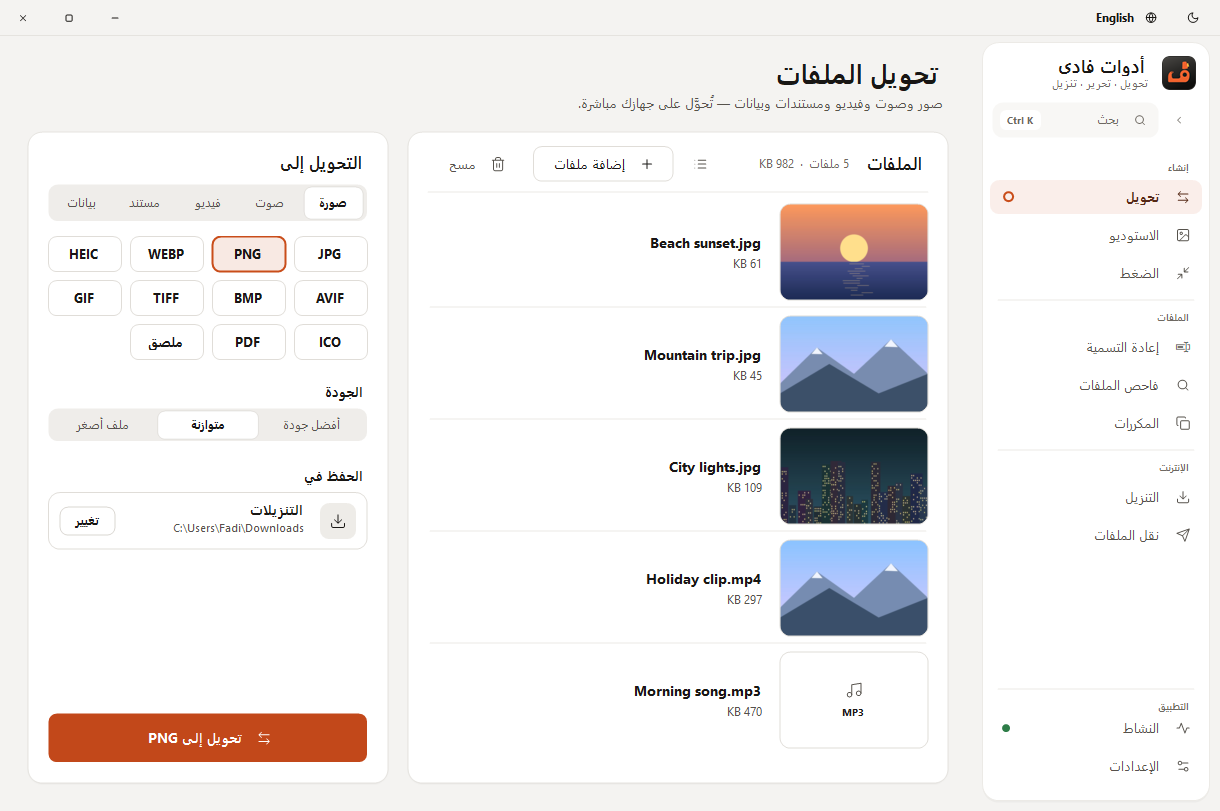 English
أدوات فادي
تحويل · تحرير · تنزيل
بحث
Ctrl K
إنشاء
تحويل
الاستوديو
الضغط
الملفات
إعادة التسمية
فاحص الملفات
المكررات
الإنترنت
التنزيل
نقل الملفات
التطبيق
النشاط
الإعدادات
تحويل الملفات
صور وصوت وفيديو ومستندات وبيانات — تُحوَّل على جهازك مباشرة.
الملفات
5 ملفات · 982 KB
إضافة ملفات
مسح
Beach sunset.jpg
61 KB
Mountain trip.jpg
45 KB
City lights.jpg
109 KB
Holiday clip.mp4
297 KB
MP3
Morning song.mp3
470 KB
التحويل إلى
صورة صوت فيديو مستند بيانات
JPG PNG WEBP HEIC
AVIF BMP TIFF GIF
ICO PDF ملصق
الجودة
أفضل جودة متوازنة ملف أصغر
الحفظ في
التنزيلات
C:\Users\Fadi\Downloads
تغيير
تحويل إلى PNG